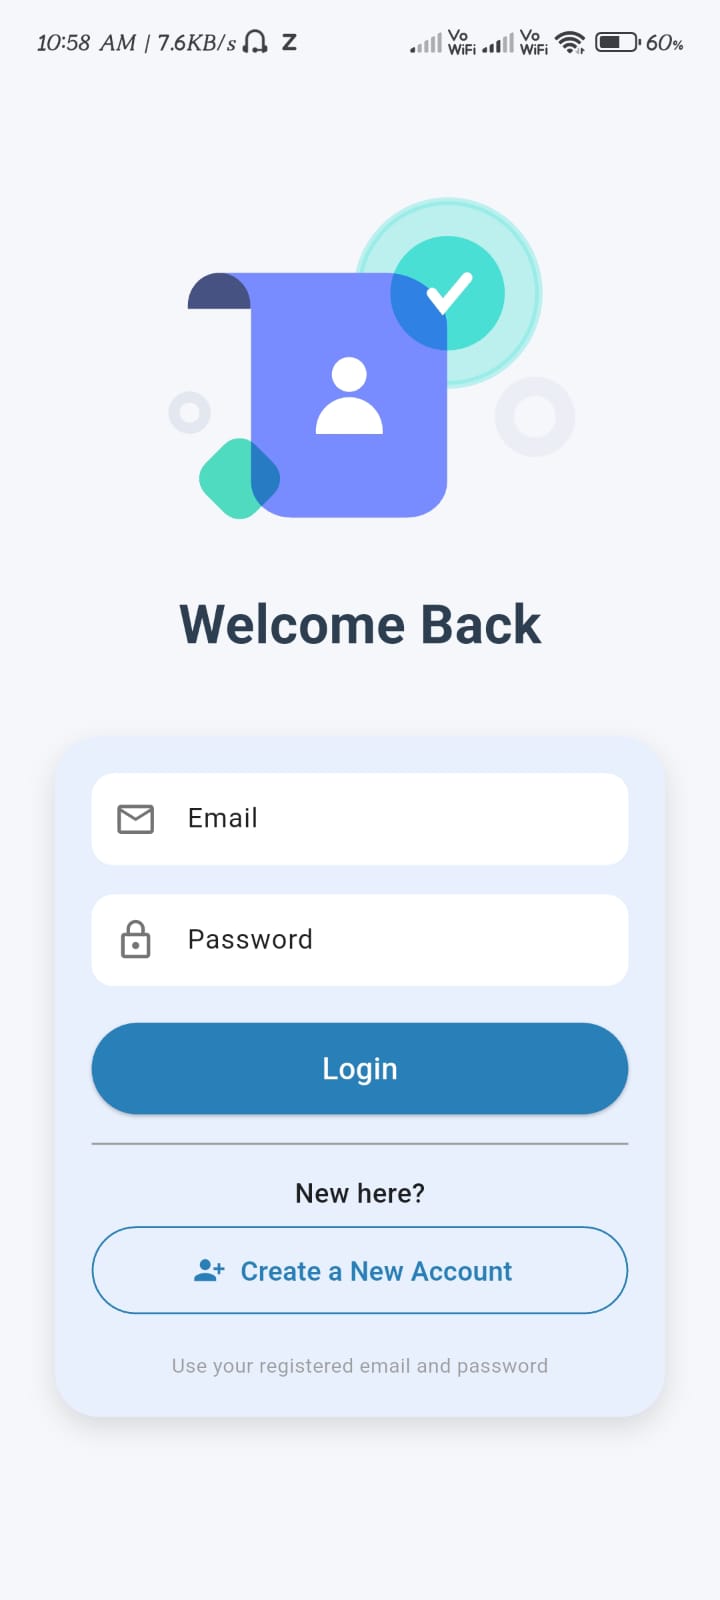 10:58 AM | 7.6KB/s Z Vo WiFi Vo WiFi 60%
Welcome Back
Email
Password
Login
New here?
Create a New Account
Use your registered email and password